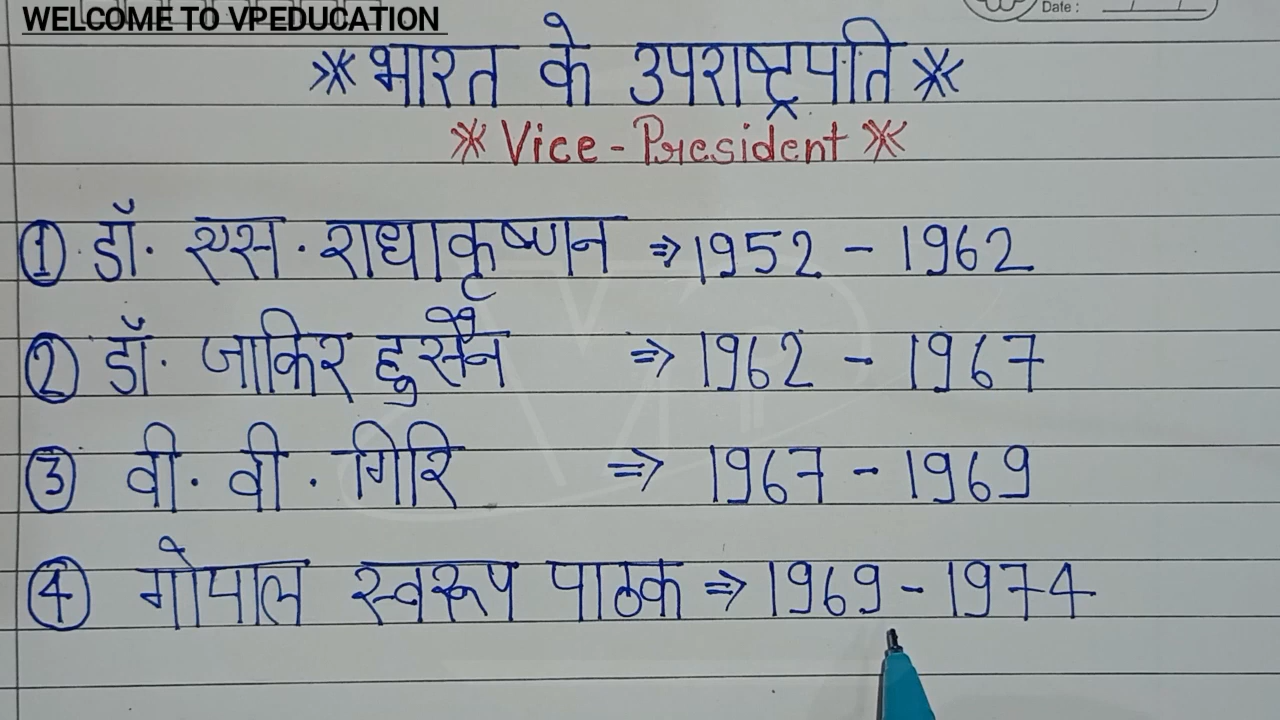 WELCOME TO VPEDUCATION
Date :
* भारत के उपराष्ट्रपति *
* Vice - President *
① डॉ. एस. राधाकृष्णन ⇒ 1952 - 1962
② डॉ. जाकिर हुसैन ⇒ 1962 - 1967
③ वी. वी. गिरि ⇒ 1967 - 1969
④ गोपाल स्वरूप पाठक ⇒ 1969 - 1974